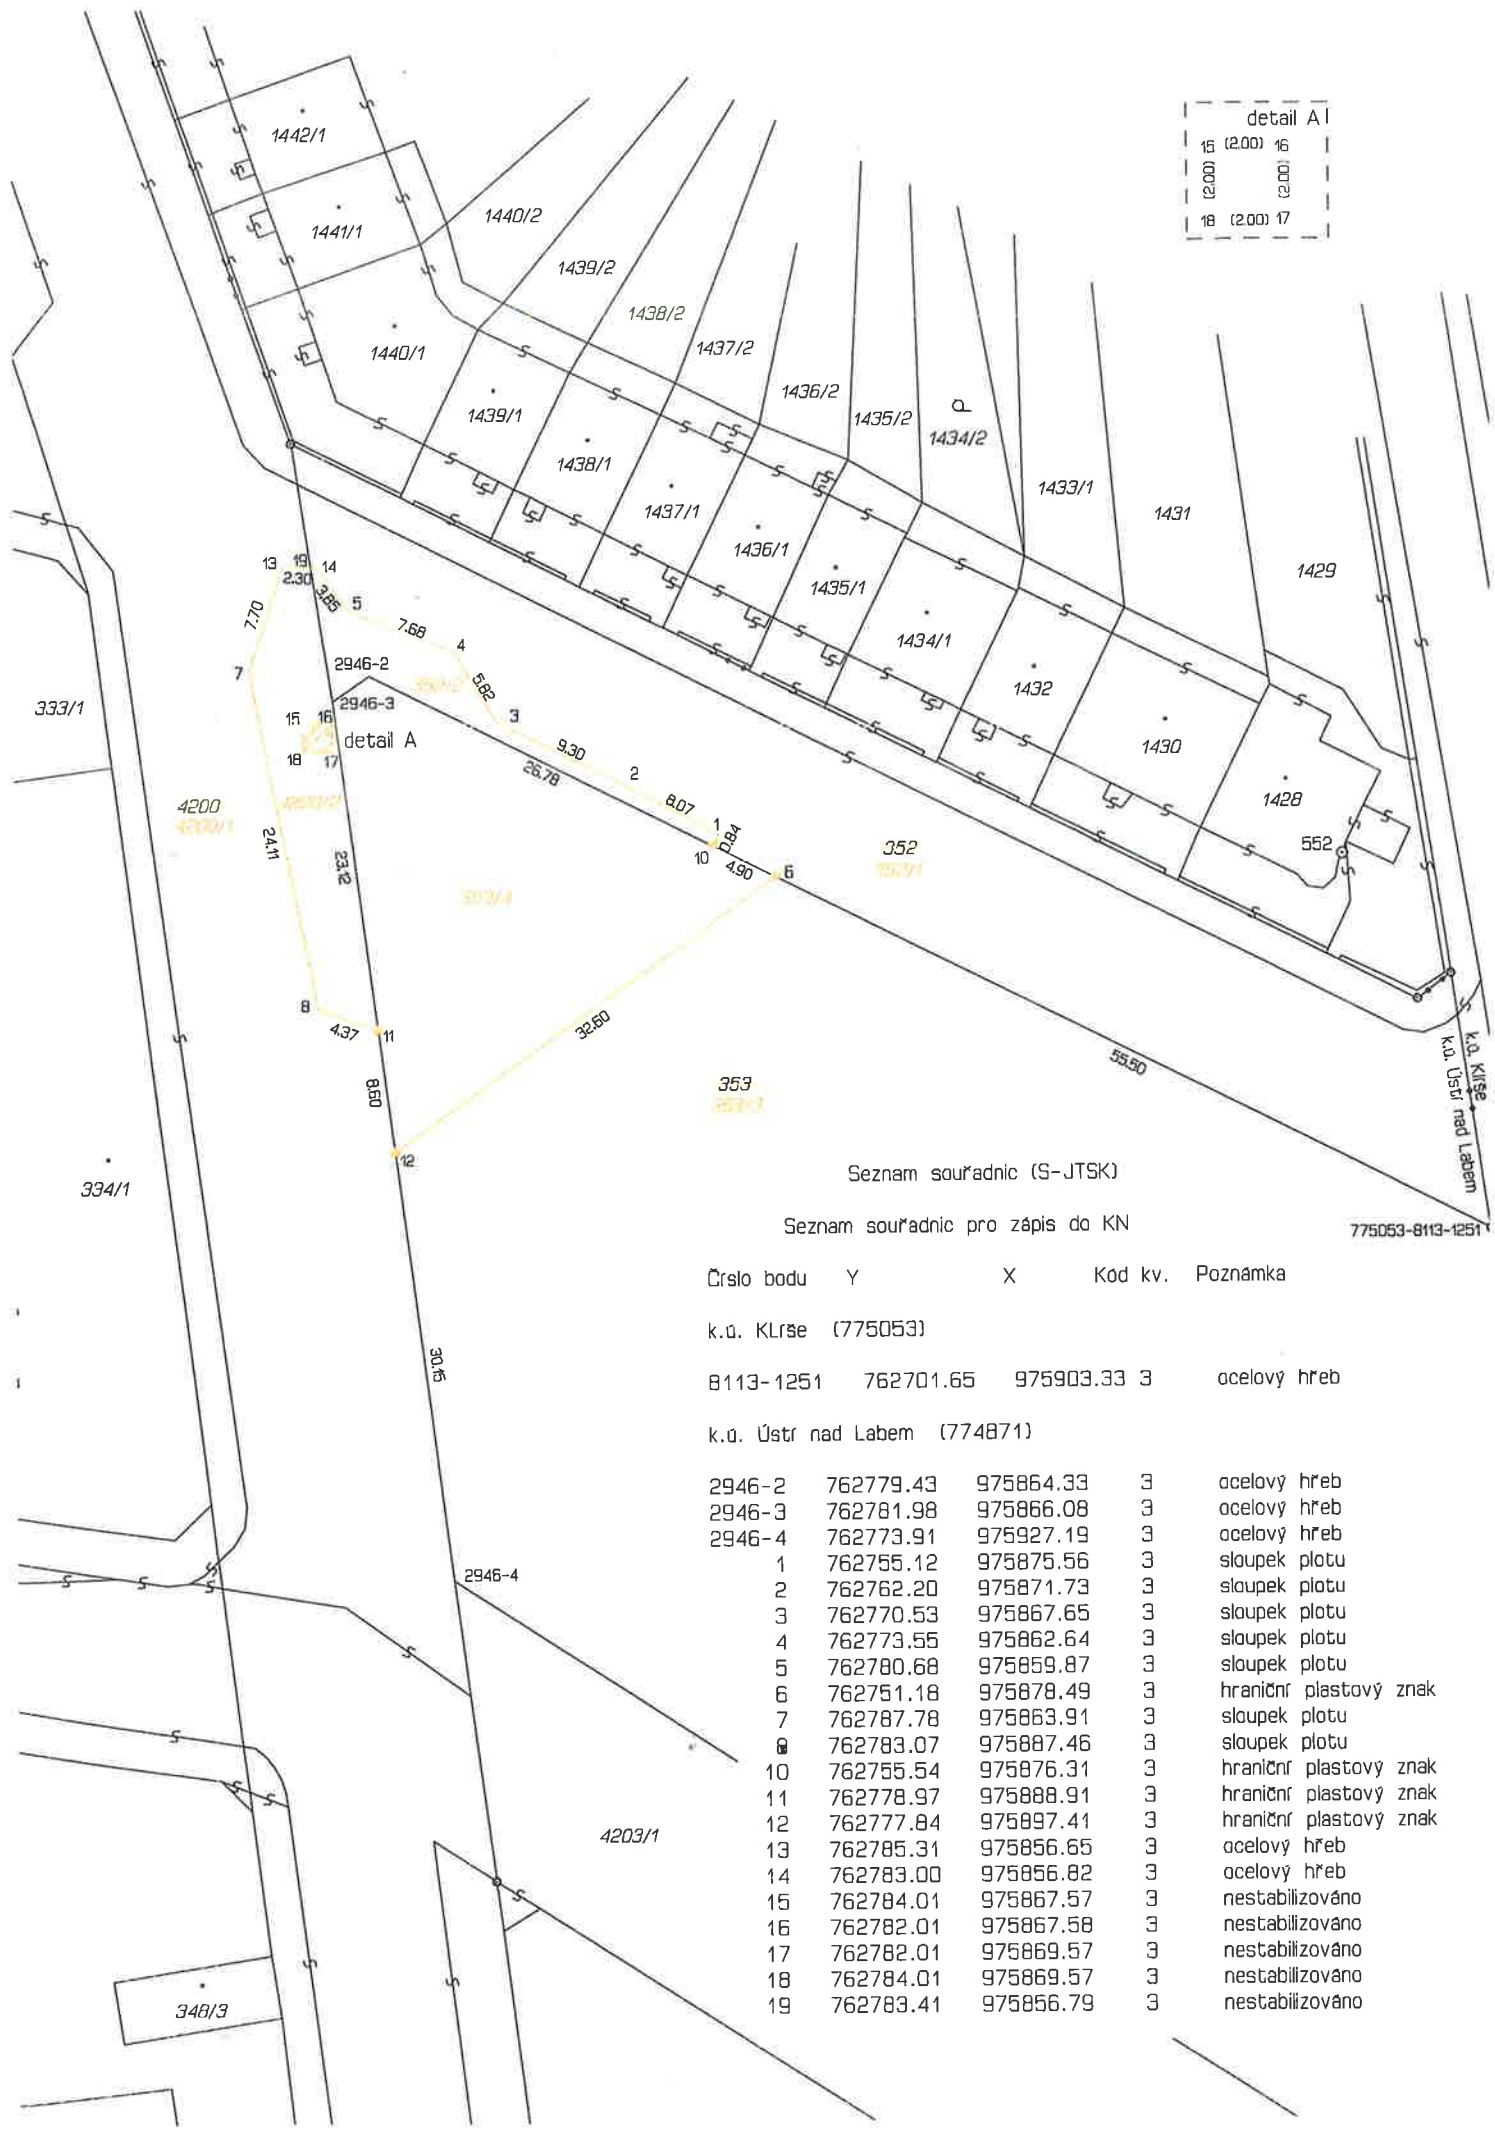 detail A
15 (2.00) 16
(2.00) (2.00)
18 (2.00) 17
1442/1
1441/1
1440/2
1439/2
1438/2
1437/2
1436/2
1435/2
1434/2
1433/1
1431
1429
1440/1
1439/1
1438/1
1437/1
1436/1
1435/1
1434/1
1432
1430
1428
552
13 19 14
2.30
3.85
5
7.70
7.68
4
7
2946-2
5.82
333/1
2946-3
3
15 16
detail A
18 17
9.30
2
26.78
8.07
1
0.84
10
4.90
6
4200
4200/1
352
24.11
23.12
8
4.37
11
32.60
8.60
353
12
55.50
k.ú. Klíše
k.ú. Ústí nad Labem
334/1
775053-8113-1251
30.15
2946-4
4203/1
348/3
Seznam souřadnic (S-JTSK)
Seznam souřadnic pro zápis do KN
Číslo bodu Y X Kód kv. Poznámka
k.ú. Klíše (775053)
8113-1251 762701.65 975903.33 3 ocelový hřeb
k.ú. Ústí nad Labem (774871)
2946-2 762779.43 975864.33 3 ocelový hřeb
2946-3 762781.98 975866.08 3 ocelový hřeb
2946-4 762773.91 975927.19 3 ocelový hřeb
1 762755.12 975875.56 3 sloupek plotu
2 762762.20 975871.73 3 sloupek plotu
3 762770.53 975867.65 3 sloupek plotu
4 762773.55 975862.64 3 sloupek plotu
5 762780.68 975859.87 3 sloupek plotu
6 762751.18 975878.49 3 hraniční plastový znak
7 762787.78 975863.91 3 sloupek plotu
8 762783.07 975887.46 3 sloupek plotu
10 762755.54 975876.31 3 hraniční plastový znak
11 762778.97 975888.91 3 hraniční plastový znak
12 762777.84 975897.41 3 hraniční plastový znak
13 762785.31 975856.65 3 ocelový hřeb
14 762783.00 975856.82 3 ocelový hřeb
15 762784.01 975867.57 3 nestabilizováno
16 762782.01 975867.58 3 nestabilizováno
17 762782.01 975869.57 3 nestabilizováno
18 762784.01 975869.57 3 nestabilizováno
19 762783.41 975856.79 3 nestabilizováno